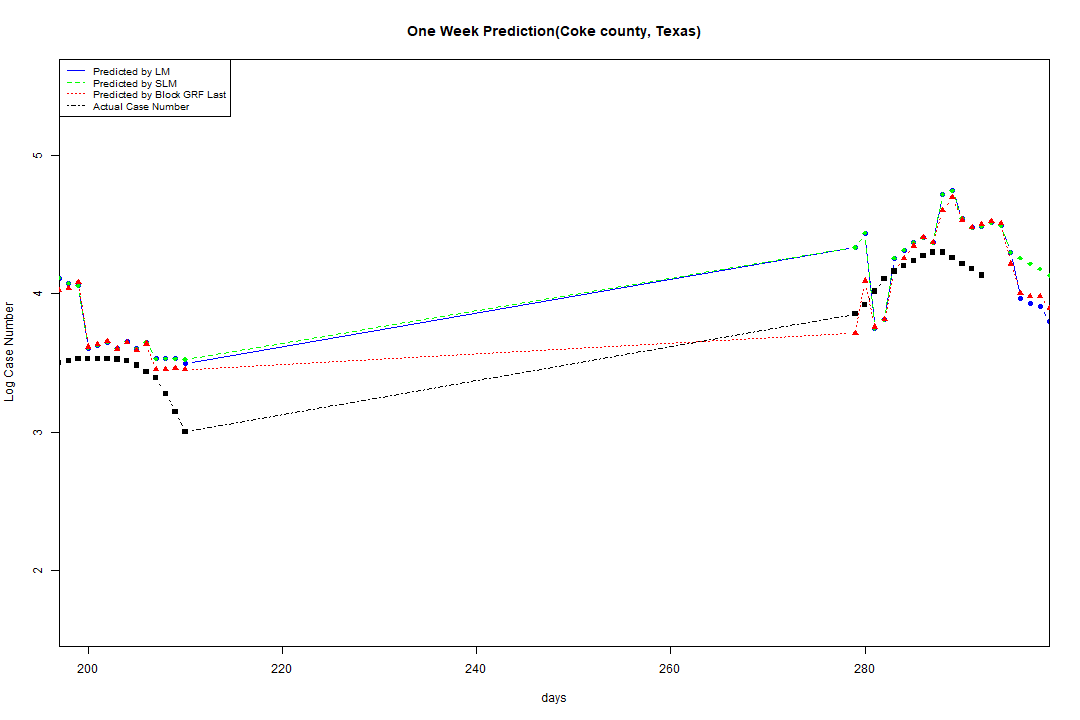 One Week Prediction(Coke county, Texas)
Predicted by LM
Predicted by SLM
Predicted by Block GRF Last
Actual Case Number
5
4
3
2
Log Case Number
200 220 240 260 280
days